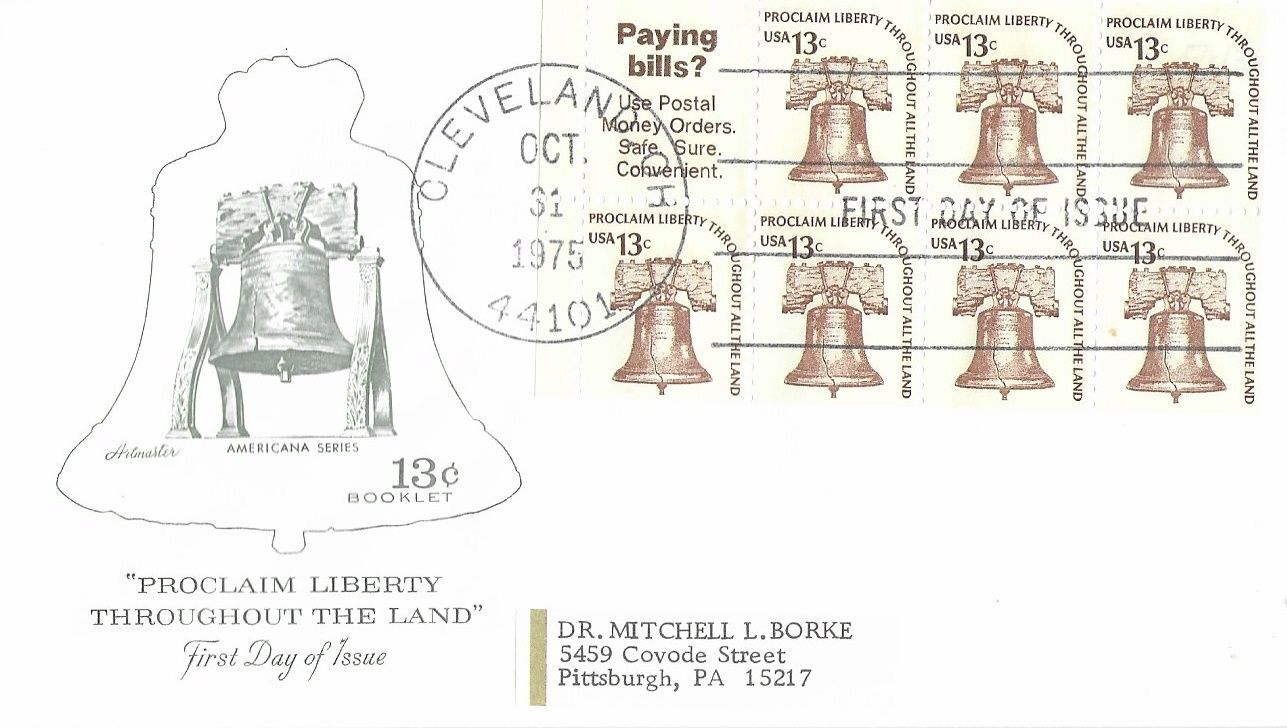 Paying
bills?
Use Postal
Money Orders.
Safe. Sure.
Convenient.
PROCLAIM LIBERTY THROUGHOUT ALL THE LAND
USA 13c
PROCLAIM LIBERTY THROUGHOUT ALL THE LAND
USA 13c
PROCLAIM LIBERTY THROUGHOUT ALL THE LAND
USA 13c
CLEVELAND, OH
OCT.
31
1975
44101
FIRST DAY OF ISSUE
PROCLAIM LIBERTY THROUGHOUT ALL THE LAND
USA 13c
PROCLAIM LIBERTY THROUGHOUT ALL THE LAND
USA 13c
PROCLAIM LIBERTY THROUGHOUT ALL THE LAND
USA 13c
PROCLAIM LIBERTY THROUGHOUT ALL THE LAND
USA 13c
Artmaster
AMERICANA SERIES
13¢
BOOKLET
"PROCLAIM LIBERTY
THROUGHOUT THE LAND"
First Day of Issue
DR. MITCHELL L. BORKE
5459 Covode Street
Pittsburgh, PA 15217